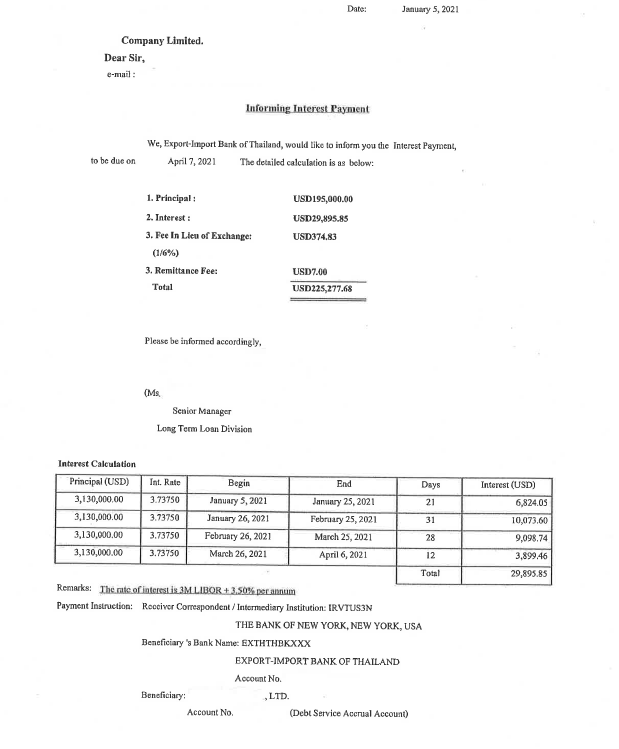 Date: January 5, 2021
Company Limited.
Dear Sir,
e-mail :
Informing Interest Payment
We, Export-Import Bank of Thailand, would like to inform you the Interest Payment,
to be due on April 7, 2021 The detailed calculation is as below:
1. Principal : USD195,000.00
2. Interest : USD29,895.85
3. Fee In Lieu of Exchange: USD374.83
(1/6%)
3. Remittance Fee: USD7.00
Total USD225,277.68
Please be informed accordingly,
(Ms.
Senior Manager
Long Term Loan Division
Interest Calculation
Principal (USD) Int. Rate Begin End Days Interest (USD)
3,130,000.00 3.73750 January 5, 2021 January 25, 2021 21 6,824.05
3,130,000.00 3.73750 January 26, 2021 February 25, 2021 31 10,073.60
3,130,000.00 3.73750 February 26, 2021 March 25, 2021 28 9,098.74
3,130,000.00 3.73750 March 26, 2021 April 6, 2021 12 3,899.46
Total 29,895.85
Remarks: The rate of interest is 3M LIBOR + 3.50% per annum
Payment Instruction: Receiver Correspondent / Intermediary Institution: IRVTUS3N
THE BANK OF NEW YORK, NEW YORK, USA
Beneficiary 's Bank Name: EXTHTHBKXXX
EXPORT-IMPORT BANK OF THAILAND
Account No.
Beneficiary: ., LTD.
Account No. (Debt Service Accrual Account)